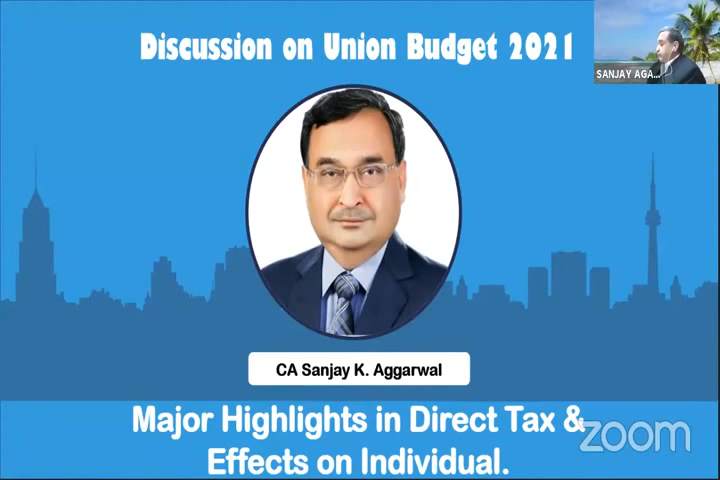 Discussion on Union Budget 2021
SANJAY AGA...
CA Sanjay K. Aggarwal
Major Highlights in Direct Tax &
Effects on Individual.
zoom